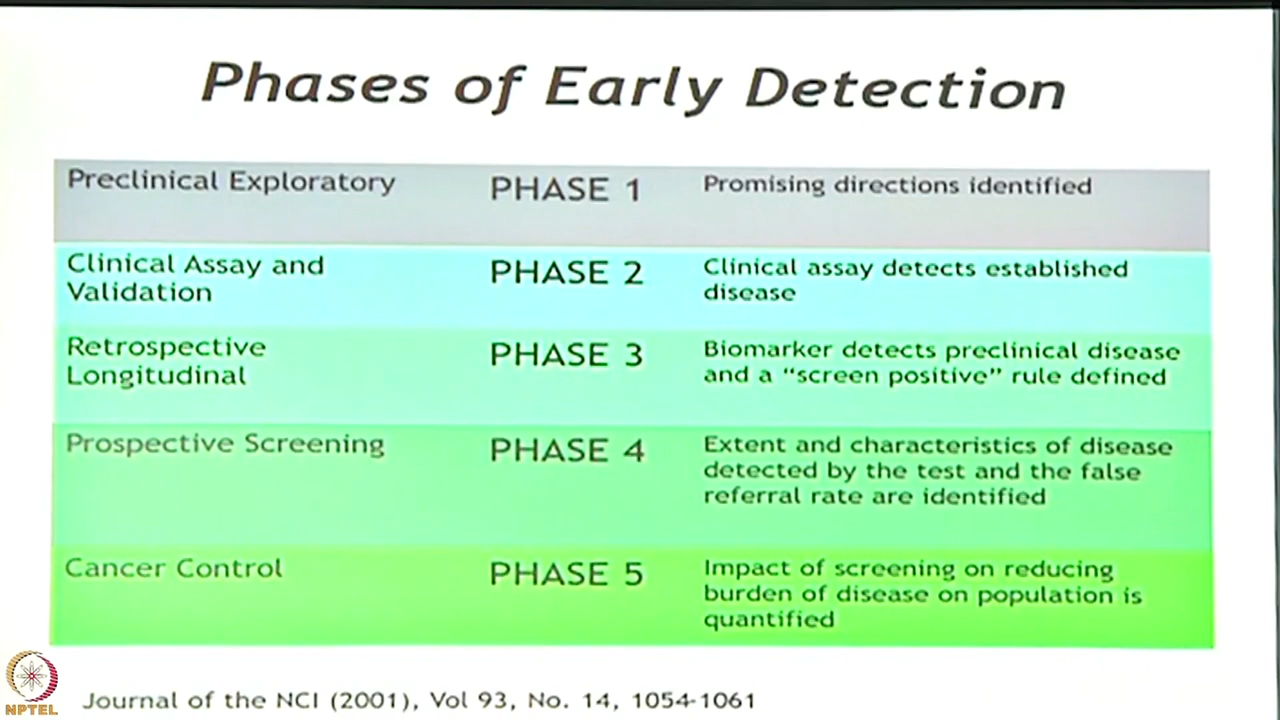 Phases of Early Detection
Preclinical Exploratory
PHASE 1
Promising directions identified
Clinical Assay and
Validation
PHASE 2
Clinical assay detects established
disease
Retrospective
Longitudinal
PHASE 3
Biomarker detects preclinical disease
and a “screen positive” rule defined
Prospective Screening
PHASE 4
Extent and characteristics of disease
detected by the test and the false
referral rate are identified
Cancer Control
PHASE 5
Impact of screening on reducing
burden of disease on population is
quantified
Journal of the NCI (2001), Vol 93, No. 14, 1054-1061
NPTEL